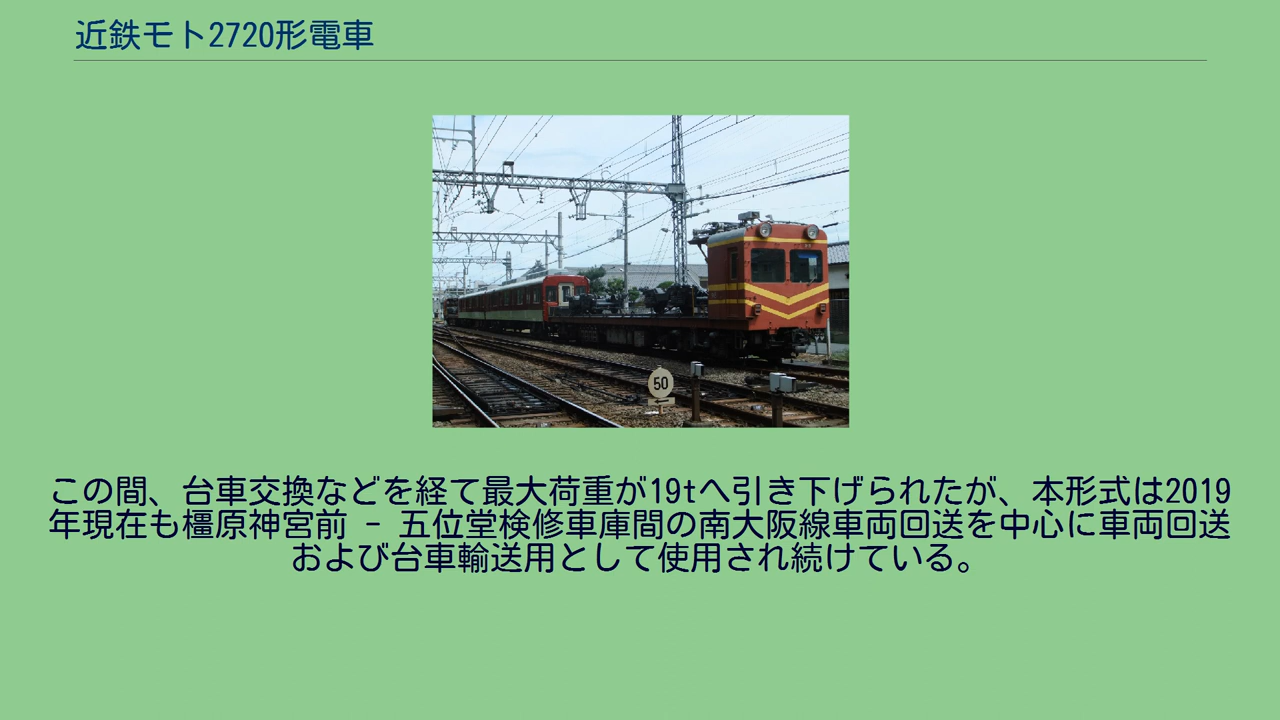 近鉄モト2720形電車
50
この間、台車交換などを経て最大荷重が19tへ引き下げられたが、本形式は2019
年現在も橿原神宮前 - 五位堂検修車庫間の南大阪線車両回送を中心に車両回送
および台車輸送用として使用され続けている。